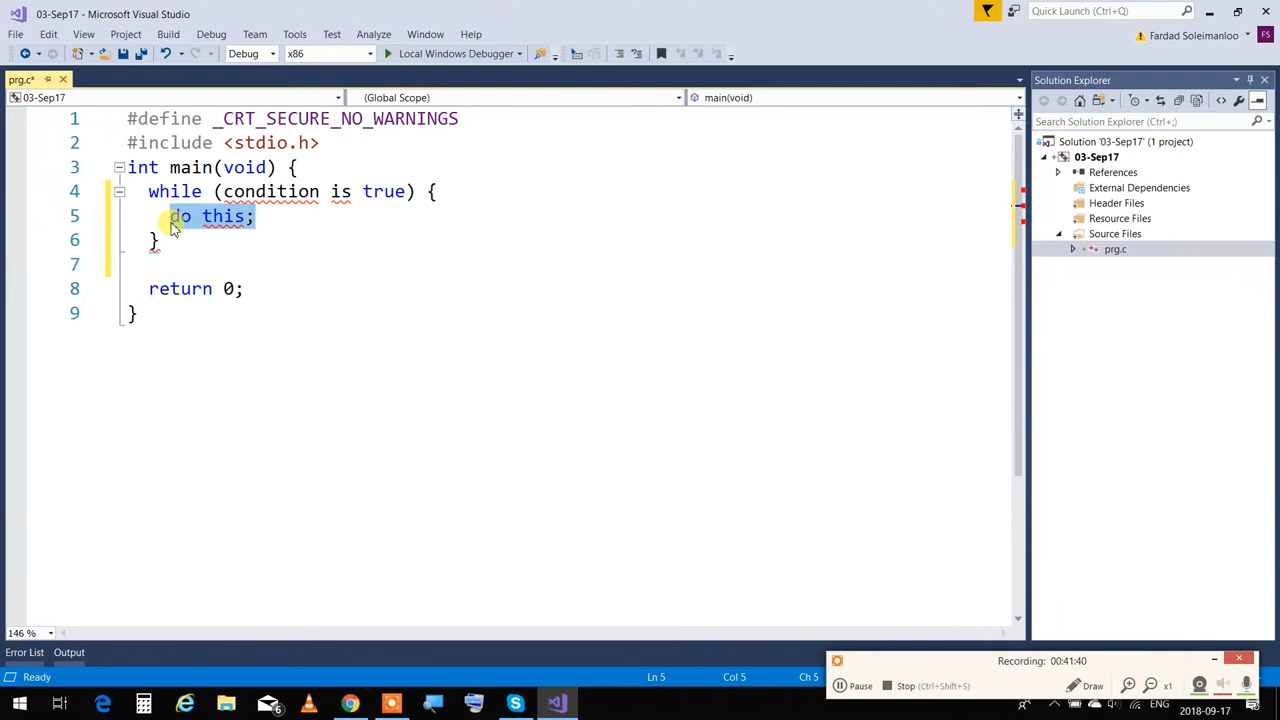 03-Sep17 - Microsoft Visual Studio
Quick Launch (Ctrl+Q)
File Edit View Project Build Debug Team Tools Test Analyze Window Help
Fardad Soleimanloo
FS
Debug x86 Local Windows Debugger
prg.c*
Solution Explorer
03-Sep17 (Global Scope) main(void)
Search Solution Explorer (Ctrl+;)
Solution '03-Sep17' (1 project)
03-Sep17
References
External Dependencies
Header Files
Resource Files
Source Files
prg.c
1 #define _CRT_SECURE_NO_WARNINGS
2 #include <stdio.h>
3 int main(void) {
4 while (condition is true) {
5 do this;
6 }
7
8 return 0;
9 }
146 %
Error List Output
Ready Ln 5 Col 5 Ch 5
Recording: 00:41:40
Pause Stop (Ctrl+Shift+S) Draw x1
6
ENG
2018-09-17